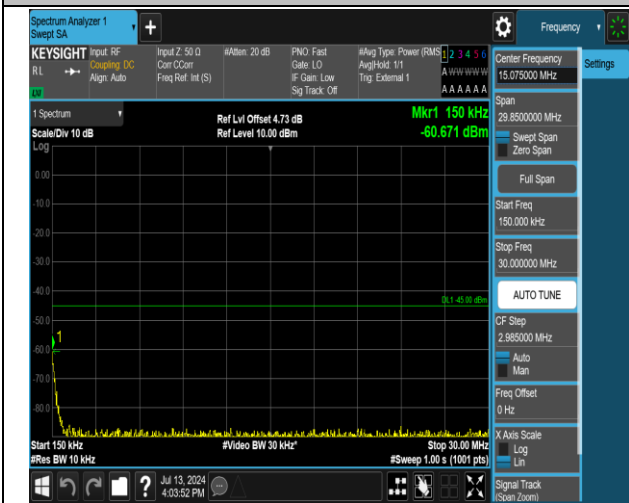 Spectrum Analyzer 1
Swept SA
+
Frequency
KEYSIGHT
RL
LXI
Input: RF
Coupling: DC
Align: Auto
Input Z: 50 Ω
Corr CCorr
Freq Ref: Int (S)
#Atten: 20 dB
PNO: Fast
Gate: LO
IF Gain: Low
Sig Track: Off
#Avg Type: Power (RMS
Avg|Hold: 1/1
Trig: External 1
1 2 3 4 5 6
A W W W W W
A A A A A A
1 Spectrum
Scale/Div 10 dB
Log
Ref Lvl Offset 4.73 dB
Ref Level 10.00 dBm
Mkr1 150 kHz
-60.671 dBm
0.00
-10.0
-20.0
-30.0
-40.0
DL1 -45.00 dBm
-50.0
1
-60.0
-70.0
-80.0
Start 150 kHz
#Video BW 30 kHz*
Stop 30.00 MHz
#Res BW 10 kHz
#Sweep 1.00 s (1001 pts)
?
Jul 13, 2024
4:03:52 PM
Center Frequency
15.075000 MHz
Settings
Span
29.8500000 MHz
Swept Span
Zero Span
Full Span
Start Freq
150.000 kHz
Stop Freq
30.000000 MHz
AUTO TUNE
CF Step
2.985000 MHz
Auto
Man
Freq Offset
0 Hz
X Axis Scale
Log
Lin
Signal Track
(Span Zoom)